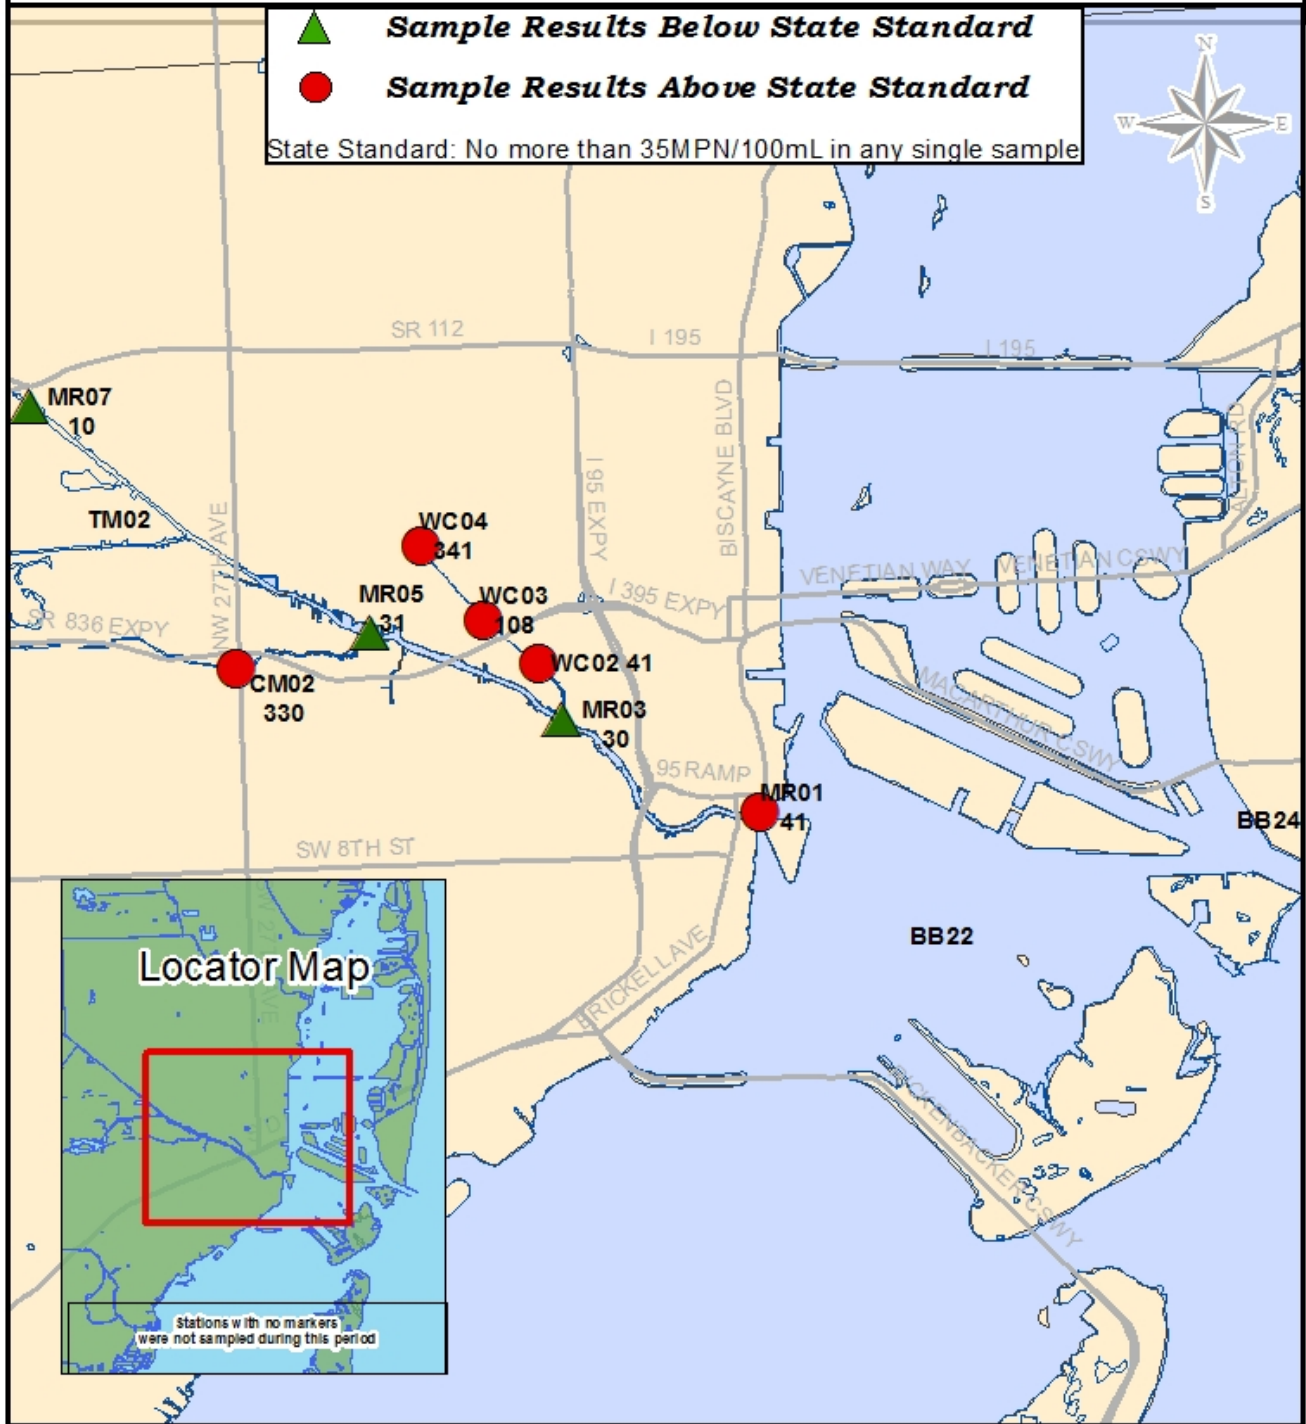 Sample Results Below State Standard
Sample Results Above State Standard
State Standard: No more than 35MPN/100mL in any single sample
N
W
E
S
SR 112
I 195
I 195
MR07
10
BISCAYNE BLVD
ALTON RD
I 95 EXPY
TM02
NW 27TH AVE
WC04
341
VENETIAN WAY
VENETIAN CSWY
MR05
31
WC03
108
I 395 EXPY
SR 836 EXPY
WC02 41
CM02
330
MACARTHUR CSWY
MR03
30
95 RAMP
MR01
41
BB24
SW 8TH ST
BB22
BRICKELL AVE
RICKENBACKER CSWY
Locator Map
Stations with no markers
were not sampled during this period